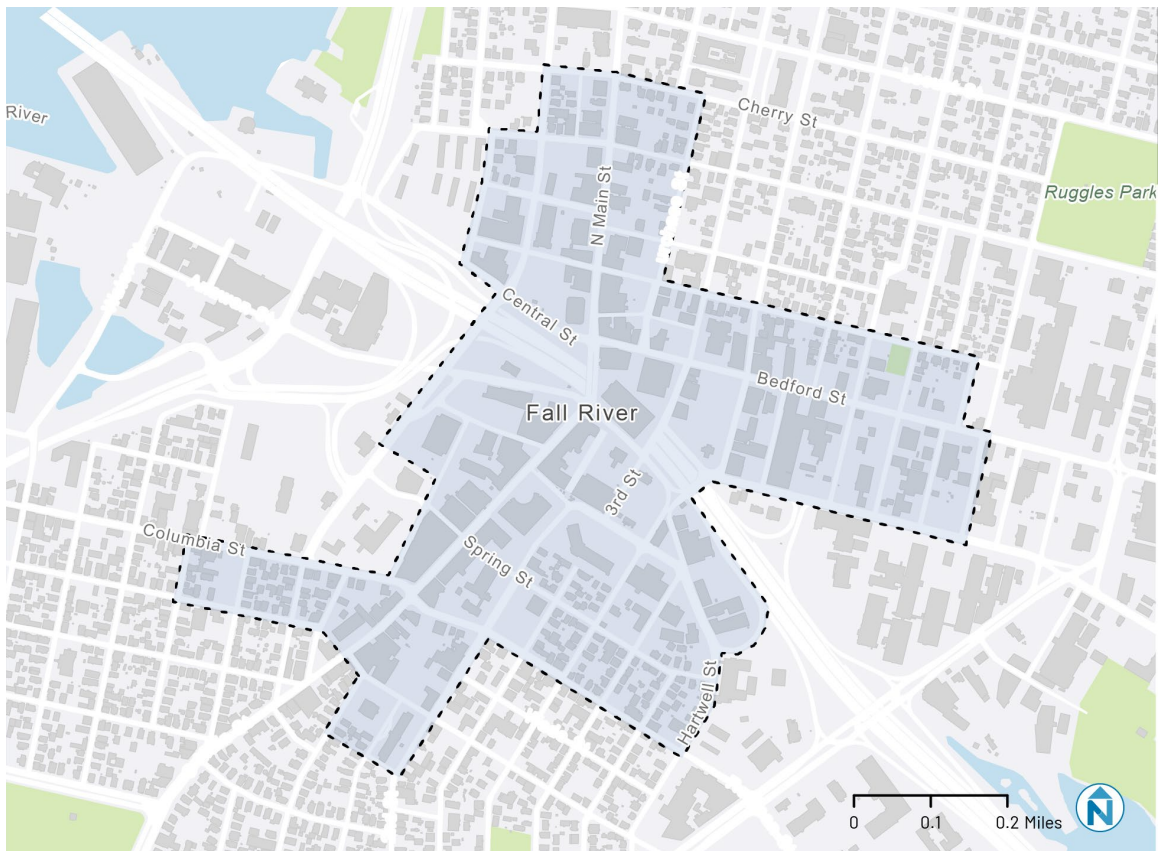 River
Cherry St
Ruggles Park
N Main St
Central St
Bedford St
Fall River
3rd St
Columbia St
Spring St
Hartwell St
0 0.1 0.2 Miles
N